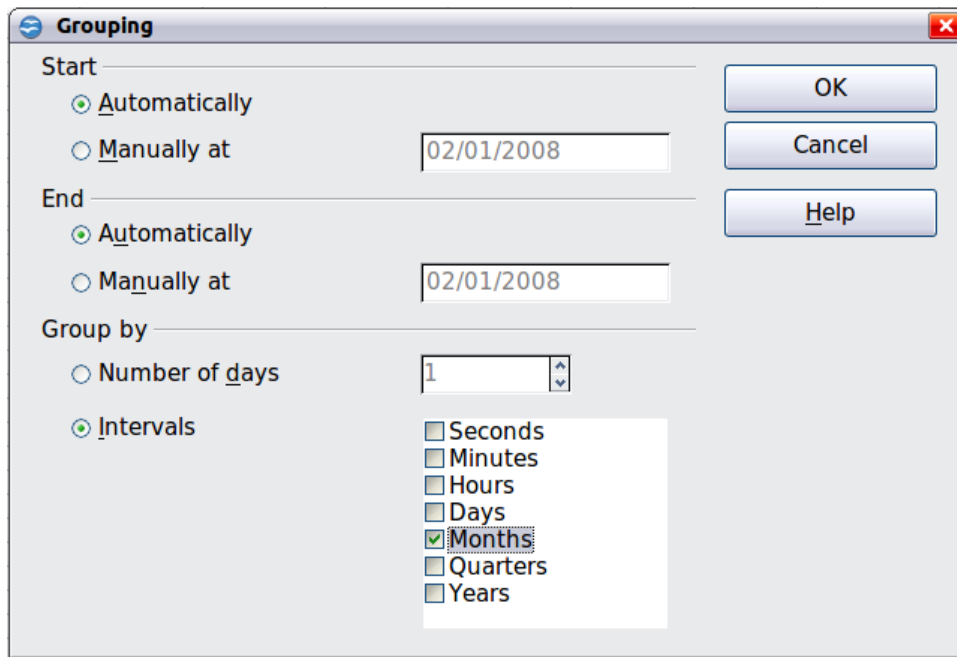 Grouping
Start
Automatically
Manually at 02/01/2008
End
Automatically
Manually at 02/01/2008
Group by
Number of days 1
Intervals
Seconds
Minutes
Hours
Days
Months
Quarters
Years
OK
Cancel
Help